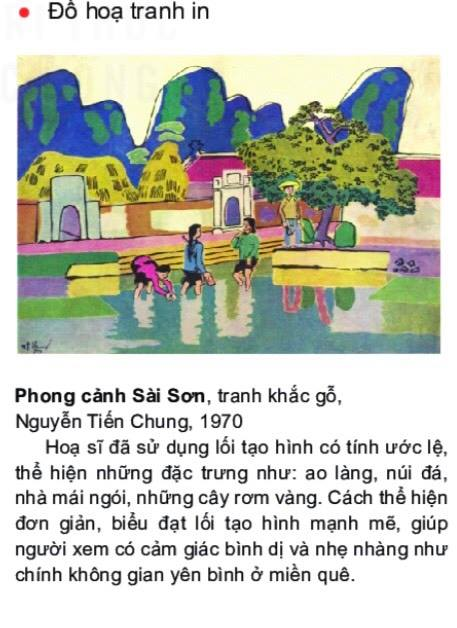 Đồ hoạ tranh in
Phong cảnh Sài Sơn, tranh khắc gỗ,
Nguyễn Tiến Chung, 1970
Hoạ sĩ đã sử dụng lối tạo hình có tính ước lệ,
thể hiện những đặc trưng như: ao làng, núi đá,
nhà mái ngói, những cây rơm vàng. Cách thể hiện
đơn giản, biểu đạt lối tạo hình mạnh mẽ, giúp
người xem có cảm giác bình dị và nhẹ nhàng như
chính không gian yên bình ở miền quê.